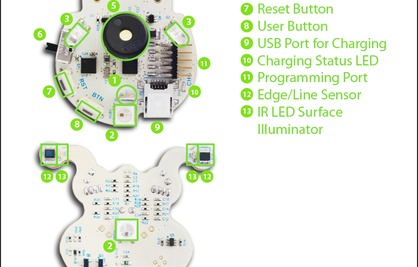 7 Reset Button
8 User Button
9 USB Port for Charging
10 Charging Status LED
11 Programming Port
12 Edge/Line Sensor
13 IR LED Surface
Illuminator
5
3
3
6
1
11
10
7
RST
BTN
8
2
9
12 13
13 12
2